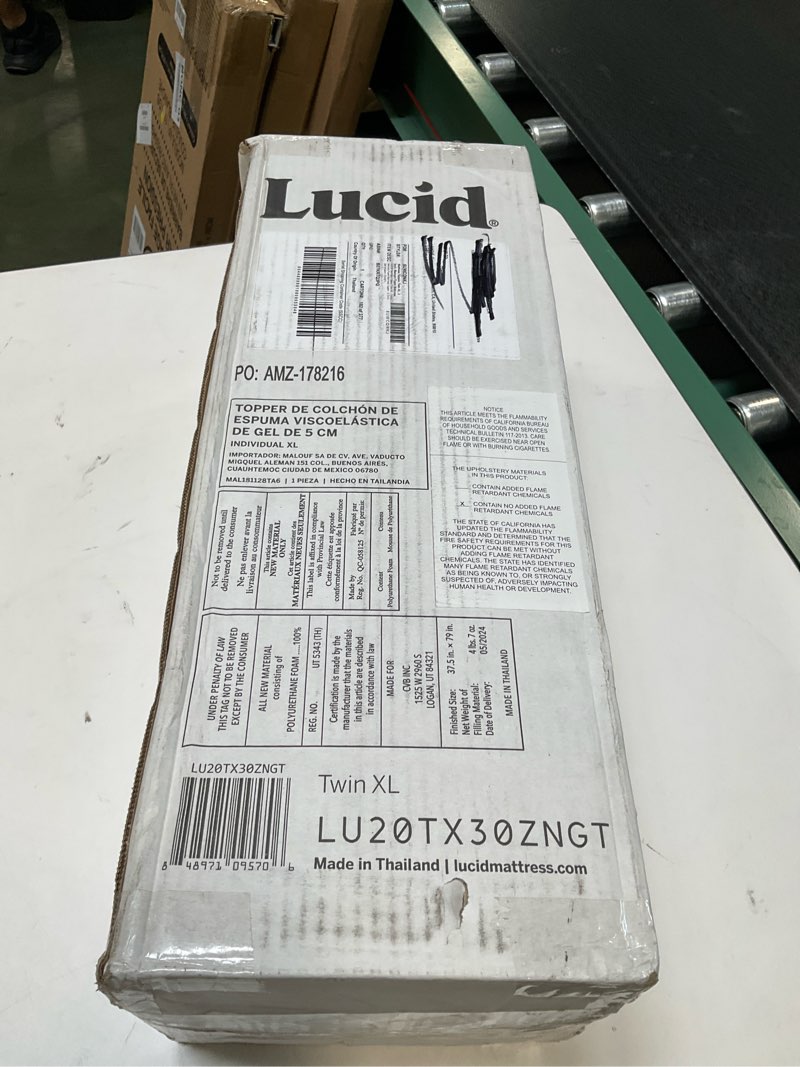 Lucid®
PO: AMZ-178216
TOPPER DE COLCHÓN DE
ESPUMA VISCOELÁSTICA
DE GEL DE 5 CM
INDIVIDUAL XL
IMPORTADOR: MALOUF SA DE CV, AVE, VADUCTO
MIGQUEL ALEMAN 151 COL., BUENOS AIRES,
CUAUHTEMOC CIUDAD DE MEXICO 06780
MAL181128TA6 | 1 PIEZA | HECHO EN TAILANDIA
NOTICE
THIS ARTICLE MEETS THE FLAMMABILITY
REQUIREMENTS OF CALIFORNIA BUREAU
OF HOUSEHOLD GOODS AND SERVICES
TECHNICAL BULLETIN 117-2013. CARE
SHOULD BE EXERCISED NEAR OPEN
FLAME OR WITH BURNING CIGARETTES.
THE UPHOLSTERY MATERIALS
IN THIS PRODUCT:
CONTAIN ADDED FLAME
RETARDANT CHEMICALS
X CONTAIN NO ADDED FLAME
RETARDANT CHEMICALS
THE STATE OF CALIFORNIA HAS
UPDATED THE FLAMMABILITY
STANDARD AND DETERMINED THAT THE
FIRE SAFETY REQUIREMENTS FOR THIS
PRODUCT CAN BE MET WITHOUT
ADDING FLAME RETARDANT
CHEMICALS. THE STATE HAS IDENTIFIED
MANY FLAME RETARDANT CHEMICALS
AS BEING KNOWN TO, OR STRONGLY
SUSPECTED OF, ADVERSELY IMPACTING
HUMAN HEALTH OR DEVELOPMENT.
Not to be removed until
delivered to the consumer
Ne pas enlever avant la
livraison au consommateur
This article contains
NEW MATERIAL
ONLY
Cet article contient des
MATÉRIAUX NEUFS SEULEMENT
This label is affixed in compliance
with Provincial Law
Cette étiquette est apposée
conformément à la loi de la province
Made by Fabriqué par
Reg. No. QC-058125 Nº de permis
Content Contenu
Polyurethane Foam Mousse de Polyuréthane
UNDER PENALTY OF LAW
THIS TAG NOT TO BE REMOVED
EXCEPT BY THE CONSUMER
ALL NEW MATERIAL
consisting of
POLYURETHANE FOAM ....100%
REG. NO. UT 5343 (TH)
Certification is made by the
manufacturer that the materials
in this article are described
in accordance with law
MADE FOR
CVB INC.
1525 W 2960 S
LOGAN, UT 84321
Finished Size: 37.5 in. × 79 in.
Net Weight of
Filling Material: 4 lbs. 7 oz.
Date of Delivery: 05/2024
MADE IN THAILAND
LU20TX30ZNGT
8 48971 09570 6
Twin XL
LU20TX30ZNGT
Made in Thailand | lucidmattress.com